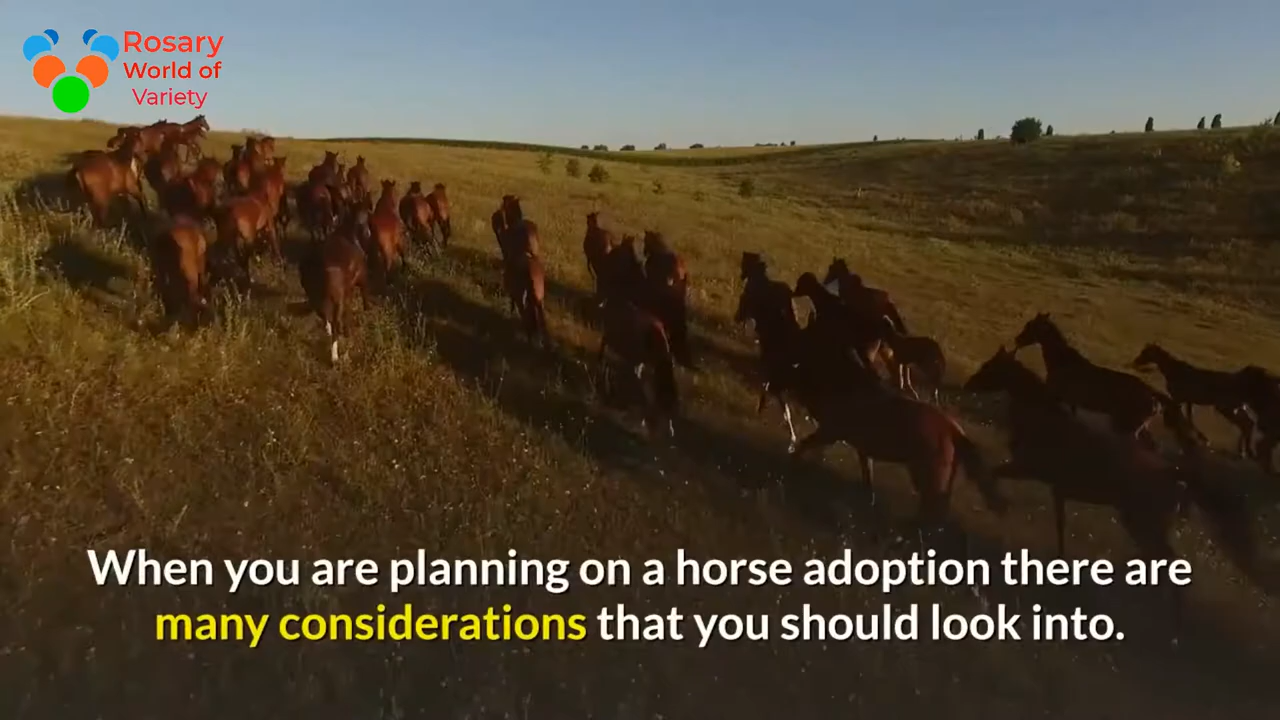 Rosary
World of
Variety
When you are planning on a horse adoption there are
many considerations that you should look into.